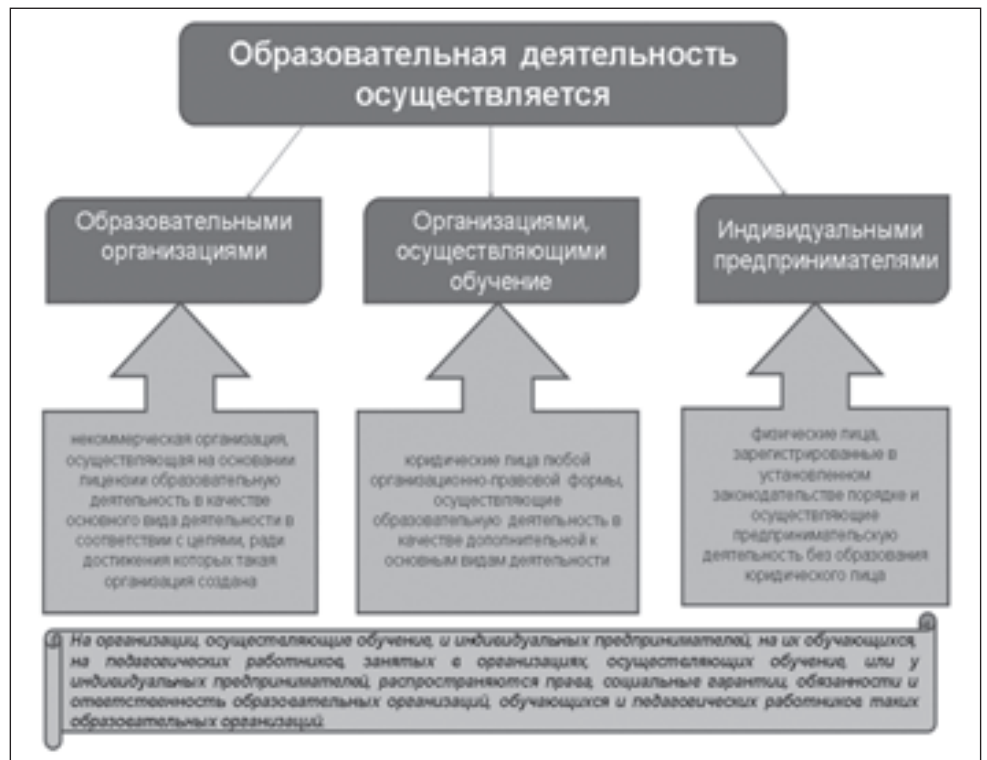 Образовательная деятельность
осуществляется
Образовательными
организациями
Организациями,
осуществляющими
обучение
Индивидуальными
предпринимателями
некоммерческая организация,
осуществляющая на основании
лицензии образовательную
деятельность в качестве
основного вида деятельности в
соответствии с целями, ради
достижения которых такая
организация создана
юридические лица любой
организационно-правовой формы,
осуществляющие
образовательную деятельность в
качестве дополнительной к
основным видам деятельности
физические лица,
зарегистрированные в
установленном
законодательстве порядке и
осуществляющие
предпринимательскую
деятельность без образования
юридического лица
На организации, осуществляющие обучение, и индивидуальных предпринимателей, на их обучающихся,
на педагогических работников, занятых в организациях, осуществляющих обучение, или у
индивидуальных предпринимателей, распространяются права, социальные гарантии, обязанности и
ответственность образовательных организаций, обучающихся и педагогических работников таких
образовательных организаций.